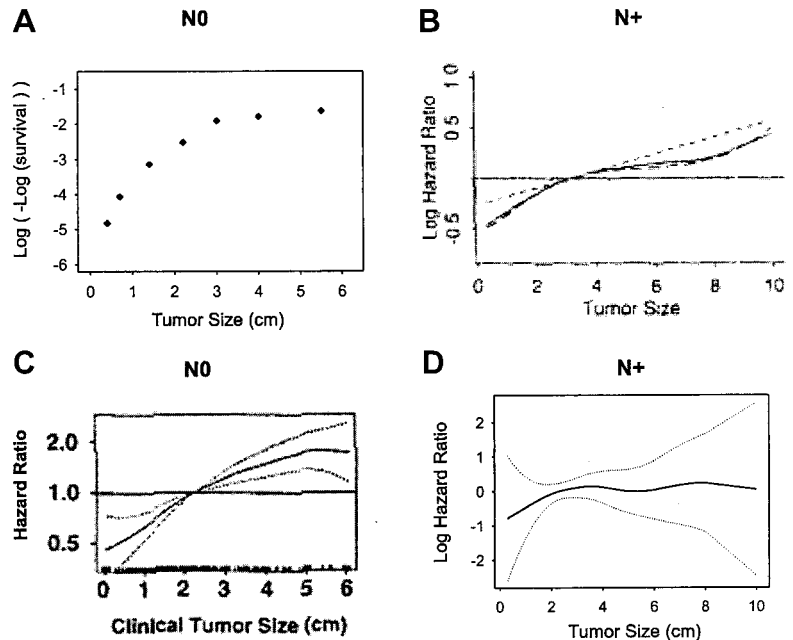 A
N0
Log ( -Log (survival ) )
-1
-2
-3
-4
-5
-6
0 1 2 3 4 5 6
Tumor Size (cm)
B
N+
Log Hazard Ratio
1 0
0 5
-0.5
0 2 4 6 8 10
Tumor Size
C
N0
Hazard Ratio
2.0
1.0
0.5
0 1 2 3 4 5 6
Clinical Tumor Size (cm)
D
N+
Log Hazard Ratio
2
1
0
-1
-2
0 2 4 6 8 10
Tumor Size (cm)